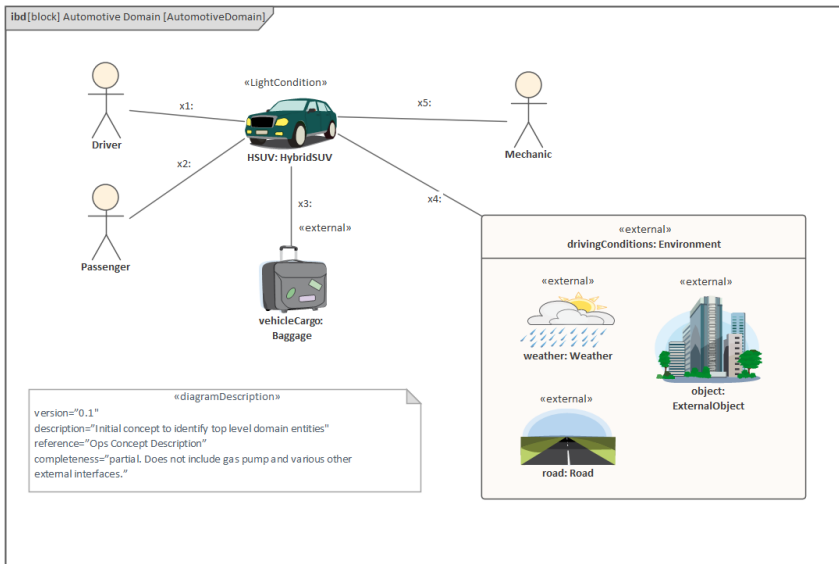 ibd [block] Automotive Domain [AutomotiveDomain]
«LightCondition»
x1:
x5:
Driver
HSUV: HybridSUV
Mechanic
x2:
x3:
x4:
«external»
Passenger
«external»
drivingConditions: Environment
vehicleCargo:
Baggage
«external»
«external»
weather: Weather
object:
ExternalObject
«external»
road: Road
«diagramDescription»
version="0.1"
description="Initial concept to identify top level domain entities"
reference="Ops Concept Description"
completeness="partial. Does not include gas pump and various other
external interfaces."